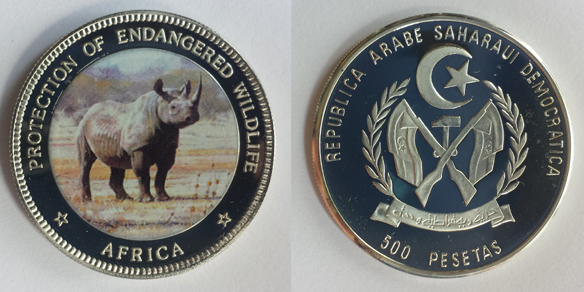 PROTECTION OF ENDANGERED WILDLIFE
AFRICA
REPUBLICA ARABE SAHARAUI DEMOCRATICA
500 PESETAS